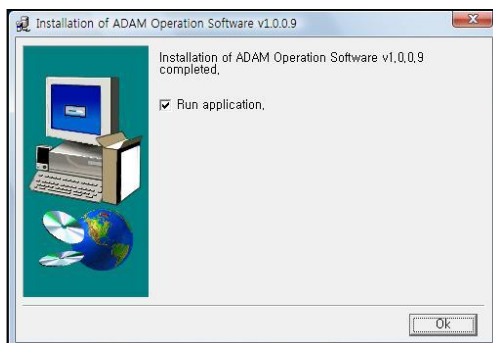 Installation of ADAM Operation Software v1.0.0.9
Installation of ADAM Operation Software v1,0,0,9
completed,
Run application,
Ok